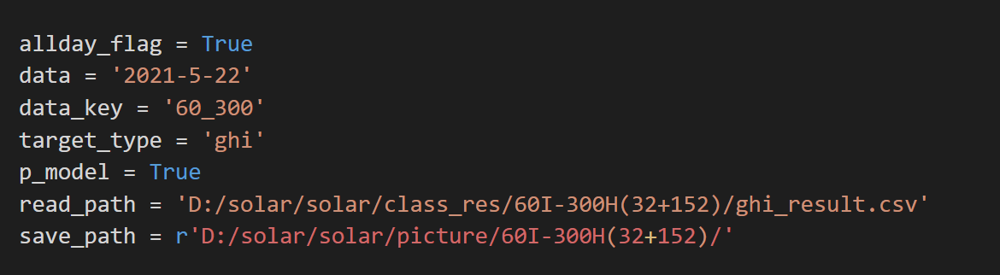 allday_flag = True
data = '2021-5-22'
data_key = '60_300'
target_type = 'ghi'
p_model = True
read_path = 'D:/solar/solar/class_res/60I-300H(32+152)/ghi_result.csv'
save_path = r'D:/solar/solar/picture/60I-300H(32+152)/'